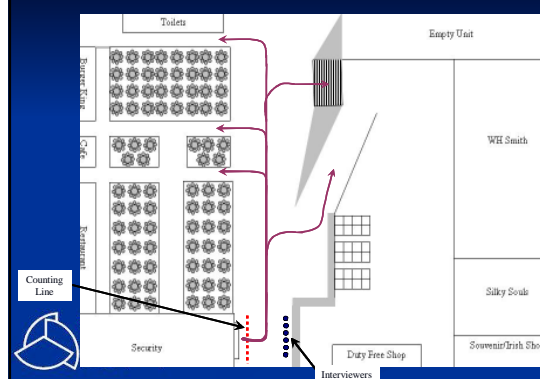 Toilets
Empty Unit
Burger King
WH Smith
Cafe
Restaurant
Counting
Line
Silky Souls
Security
Duty Free Shop
Souvenir/Irish Sho
Interviewers